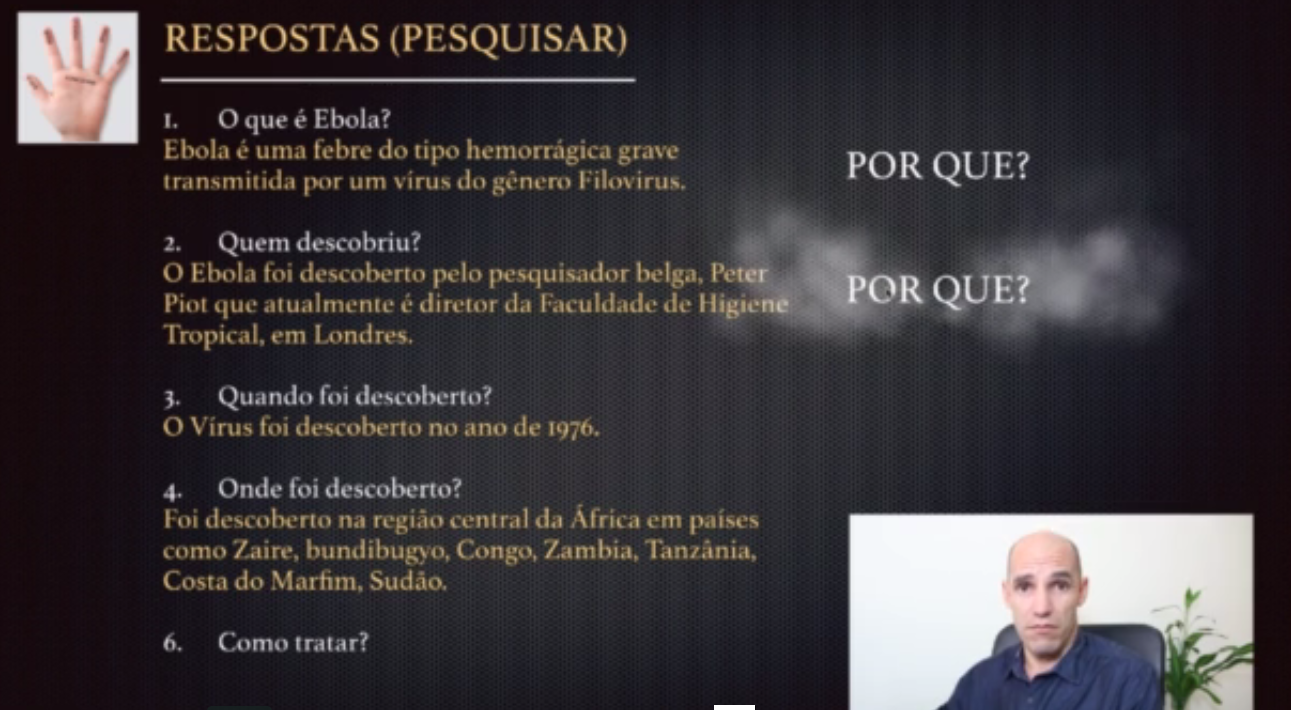 RESPOSTAS (PESQUISAR)
1. O que é Ebola?
Ebola é uma febre do tipo hemorrágica grave
transmitida por um vírus do gênero Filovirus.
POR QUE?
2. Quem descobriu?
O Ebola foi descoberto pelo pesquisador belga, Peter
Piot que atualmente é diretor da Faculdade de Higiene
Tropical, em Londres.
POR QUE?
3. Quando foi descoberto?
O Vírus foi descoberto no ano de 1976.
4. Onde foi descoberto?
Foi descoberto na região central da África em países
como Zaire, bundibugyo, Congo, Zambia, Tanzânia,
Costa do Marfim, Sudão.
6. Como tratar?